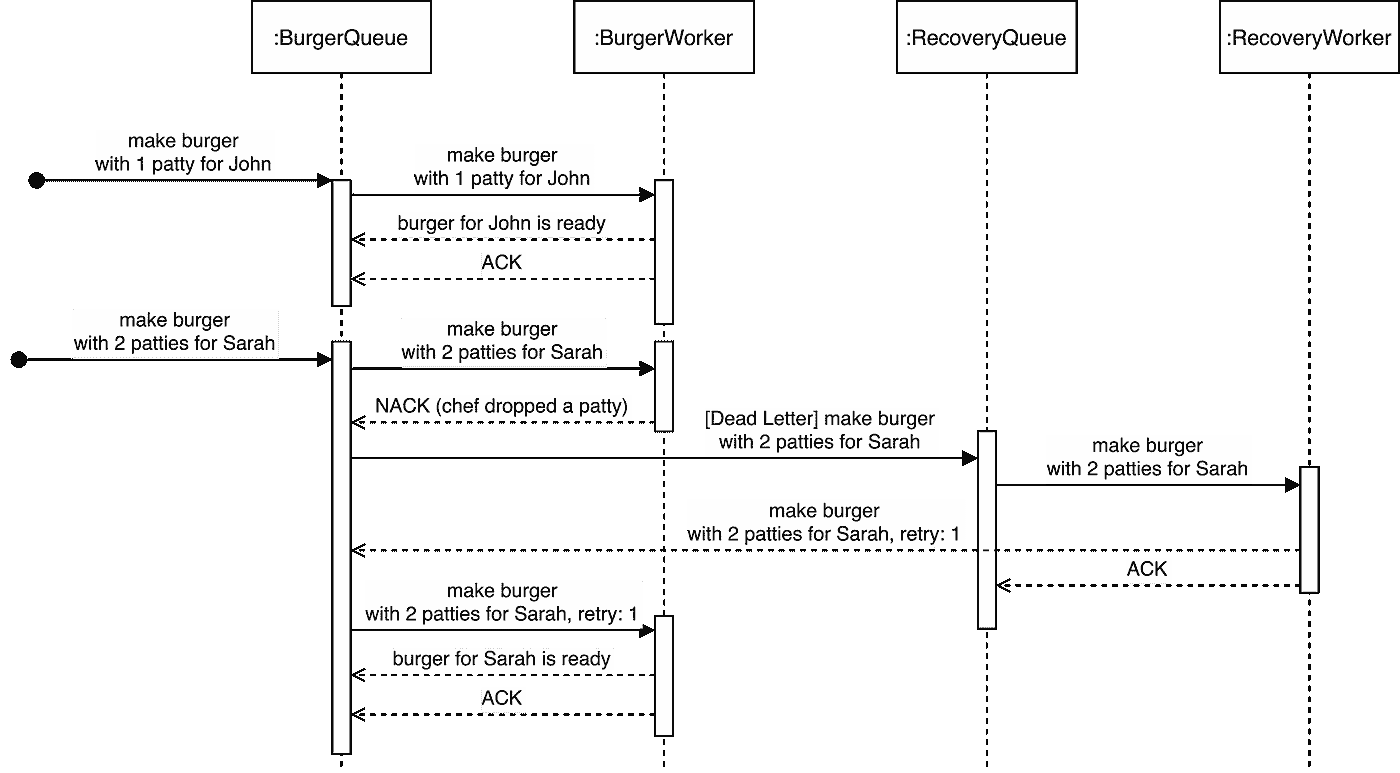 :BurgerQueue
:BurgerWorker
:RecoveryQueue
:RecoveryWorker
make burger
with 1 patty for John
make burger
with 1 patty for John
burger for John is ready
ACK
make burger
with 2 patties for Sarah
make burger
with 2 patties for Sarah
NACK (chef dropped a patty)
[Dead Letter] make burger
with 2 patties for Sarah
make burger
with 2 patties for Sarah
make burger
with 2 patties for Sarah, retry: 1
ACK
make burger
with 2 patties for Sarah, retry: 1
burger for Sarah is ready
ACK